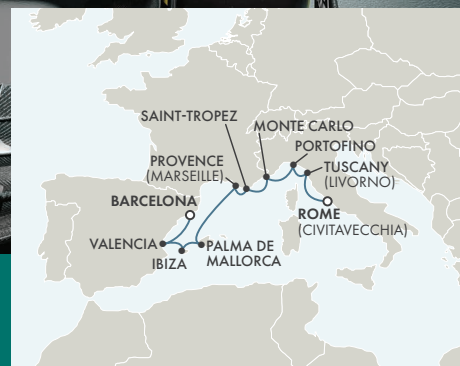 SAINT-TROPEZ
MONTE CARLO
PORTOFINO
PROVENCE
(MARSEILLE)
TUSCANY
(LIVORNO)
BARCELONA
ROME
(CIVITAVECCHIA)
VALENCIA
IBIZA
PALMA DE
MALLORCA